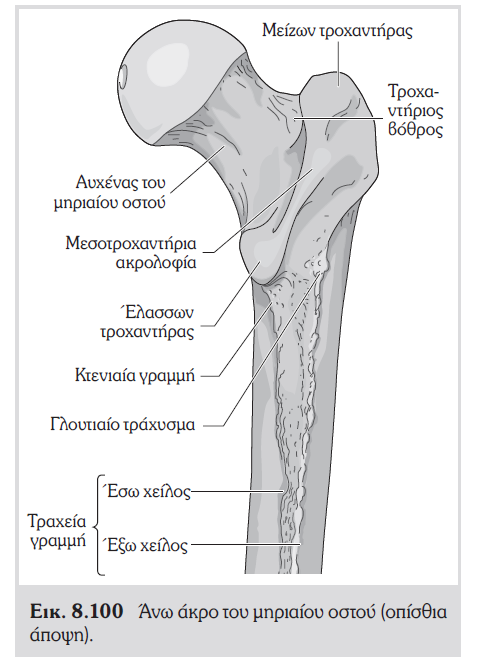 Μείζων τροχαντήρας
Τροχα-
ντήριος
βόθρος
Αυχένας του
μηριαίου οστού
Μεσοτροχαντήρια
ακρολοφία
Έλασσων
τροχαντήρας
Κτενιαία γραμμή
Γλουτιαίο τράχυσμα
Τραχεία
γραμμή
Έσω χείλος
Έξω χείλος
Εικ. 8.100 Άνω άκρο του μηριαίου οστού (οπίσθια
άποψη).